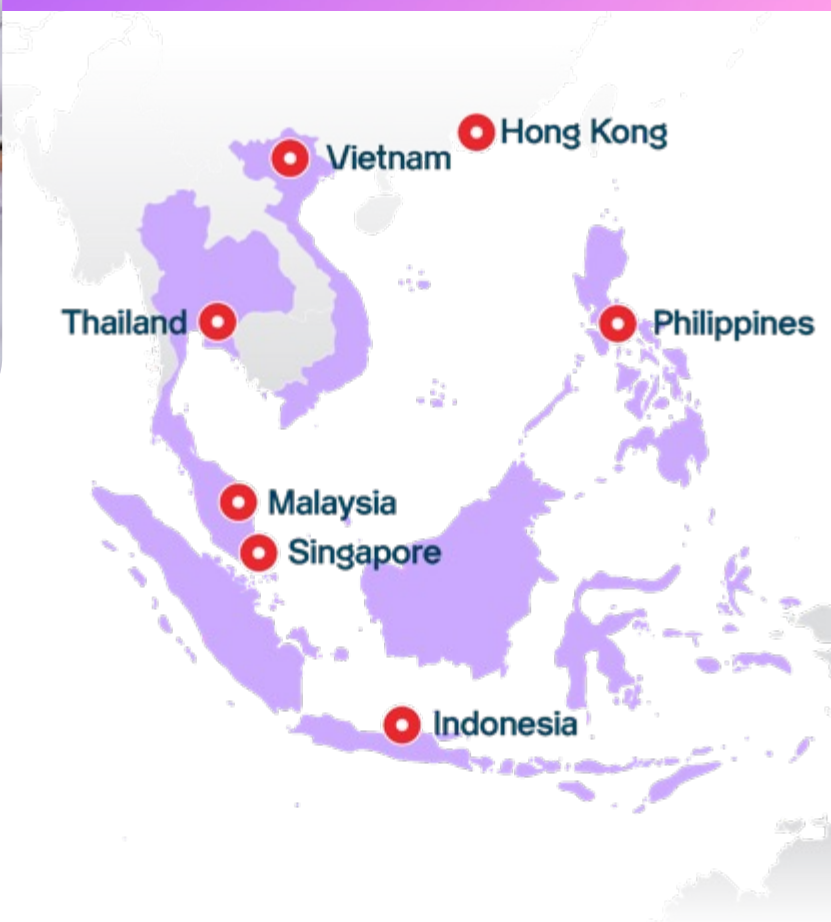 Hong Kong
Vietnam
Thailand
Philippines
Malaysia
Singapore
Indonesia